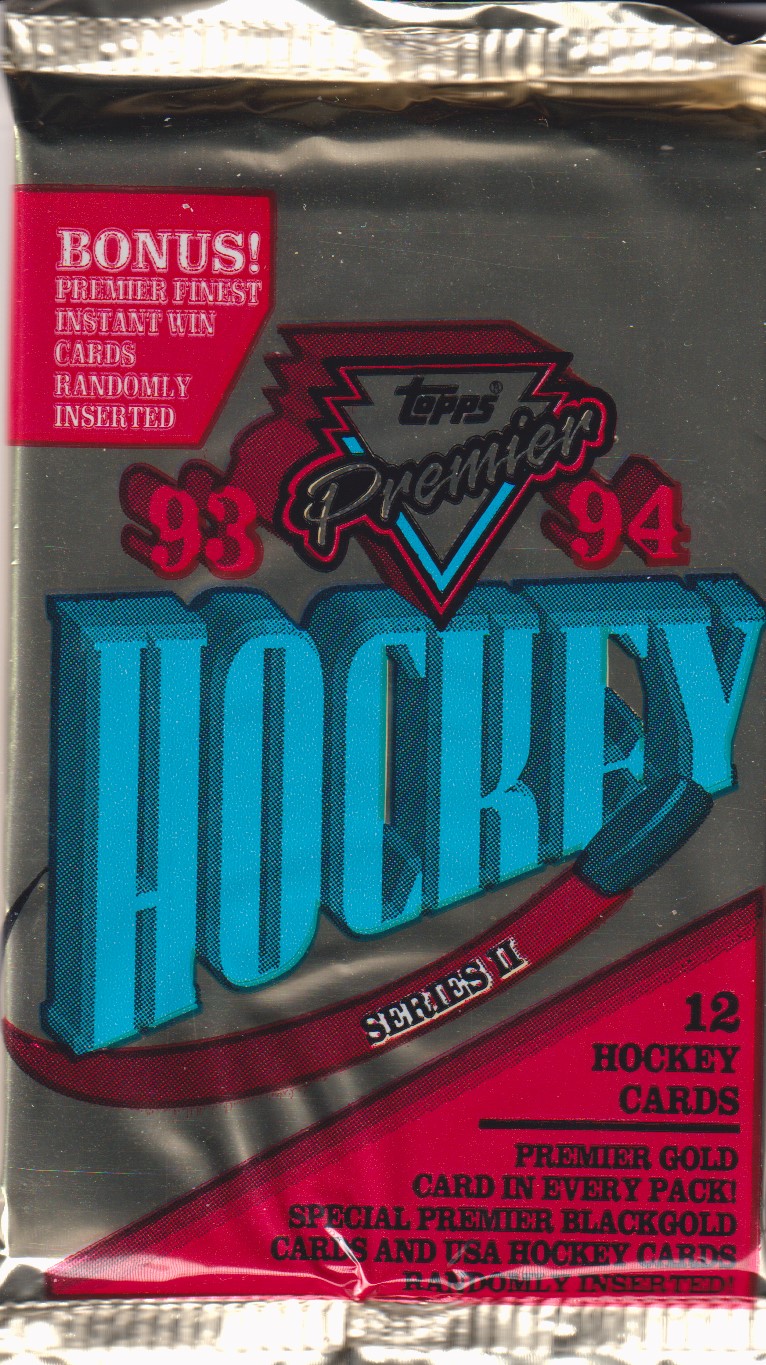 BONUS!
PREMIER FINEST
INSTANT WIN
CARDS
RANDOMLY
INSERTED
Topps®
Premier
93 94
HOCKEY
SERIES II
12
HOCKEY
CARDS
PREMIER GOLD
CARD IN EVERY PACK!
SPECIAL PREMIER BLACKGOLD
CARDS AND USA HOCKEY CARDS
RANDOMLY INSERTED!